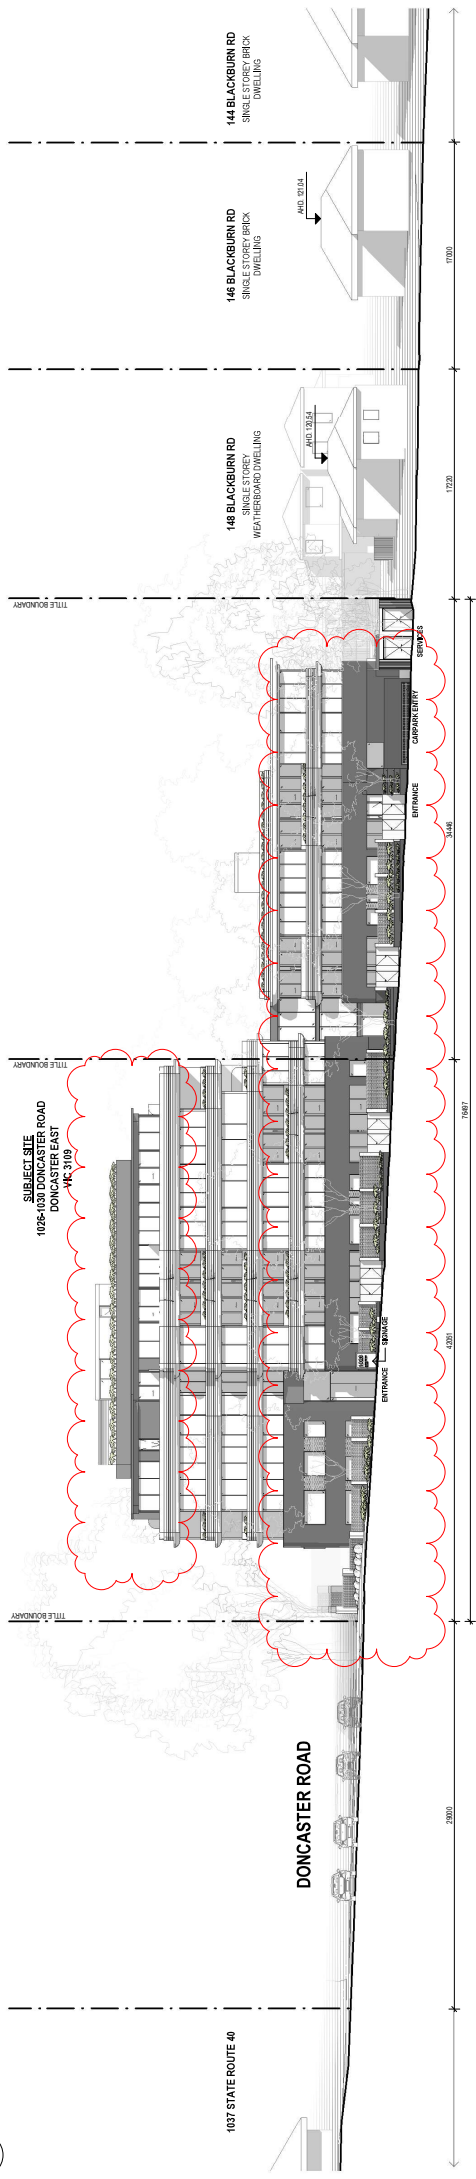 1037 STATE ROUTE 40
DONCASTER ROAD
TITLE BOUNDARY
SUBJECT SITE
1026-1030 DONCASTER ROAD
DONCASTER EAST
VIC 3109
TITLE BOUNDARY
TITLE BOUNDARY
148 BLACKBURN RD
SINGLE STOREY
WEATHERBOARD DWELLING
AHD. 120.54
146 BLACKBURN RD
SINGLE STOREY BRICK
DWELLING
AHD. 121.04
144 BLACKBURN RD
SINGLE STOREY BRICK
DWELLING
ENTRANCE
SIGNAGE
ENTRANCE
CARPARK ENTRY
SERVICES
29000
42051
34446
17220
17000
76497